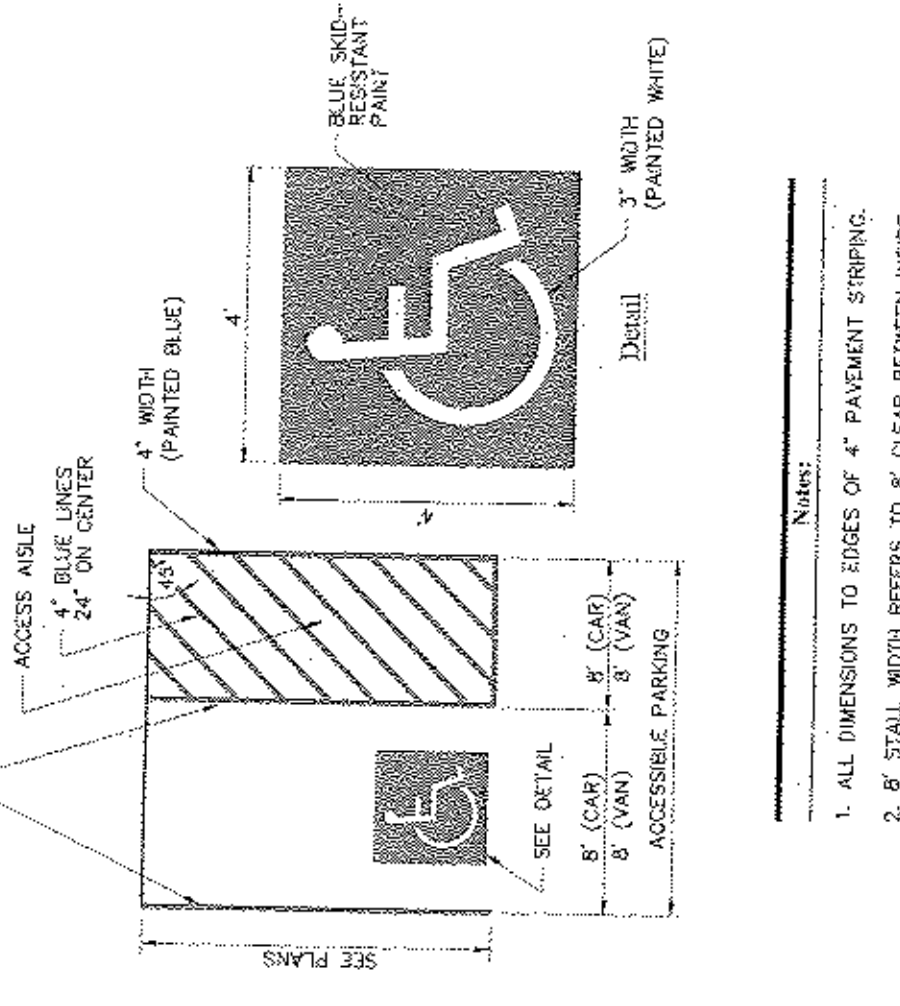 ACCESS AISLE
4" BLUE LINES
24" ON CENTER
4" WIDTH
(PAINTED BLUE)
45°
SEE PLANS
SEE DETAIL
8' (CAR)
8' (VAN)
8' (CAR)
8' (VAN)
ACCESSIBLE PARKING
4'
4'
BLUE SKID-
RESISTANT
PAINT
3" WIDTH
(PAINTED WHITE)
Detail
Notes:
1. ALL DIMENSIONS TO EDGES OF 4" PAVEMENT STRIPING.
2. 8' STALL WIDTH REFERS TO 8' CLEAR BETWEEN